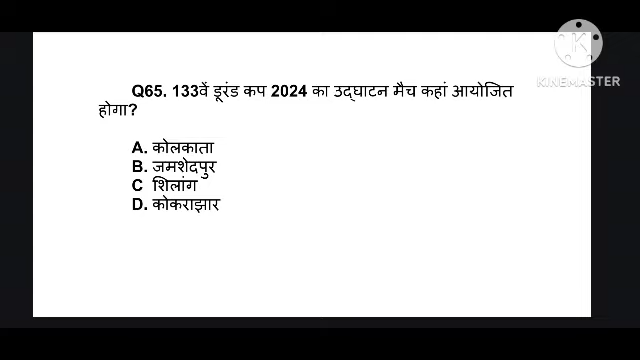 KINEMASTER
Q65. 133वें डूरंड कप 2024 का उद्घाटन मैच कहां आयोजित
होगा?
A. कोलकाता
B. जमशेदपुर
C शिलांग
D. कोकराझार